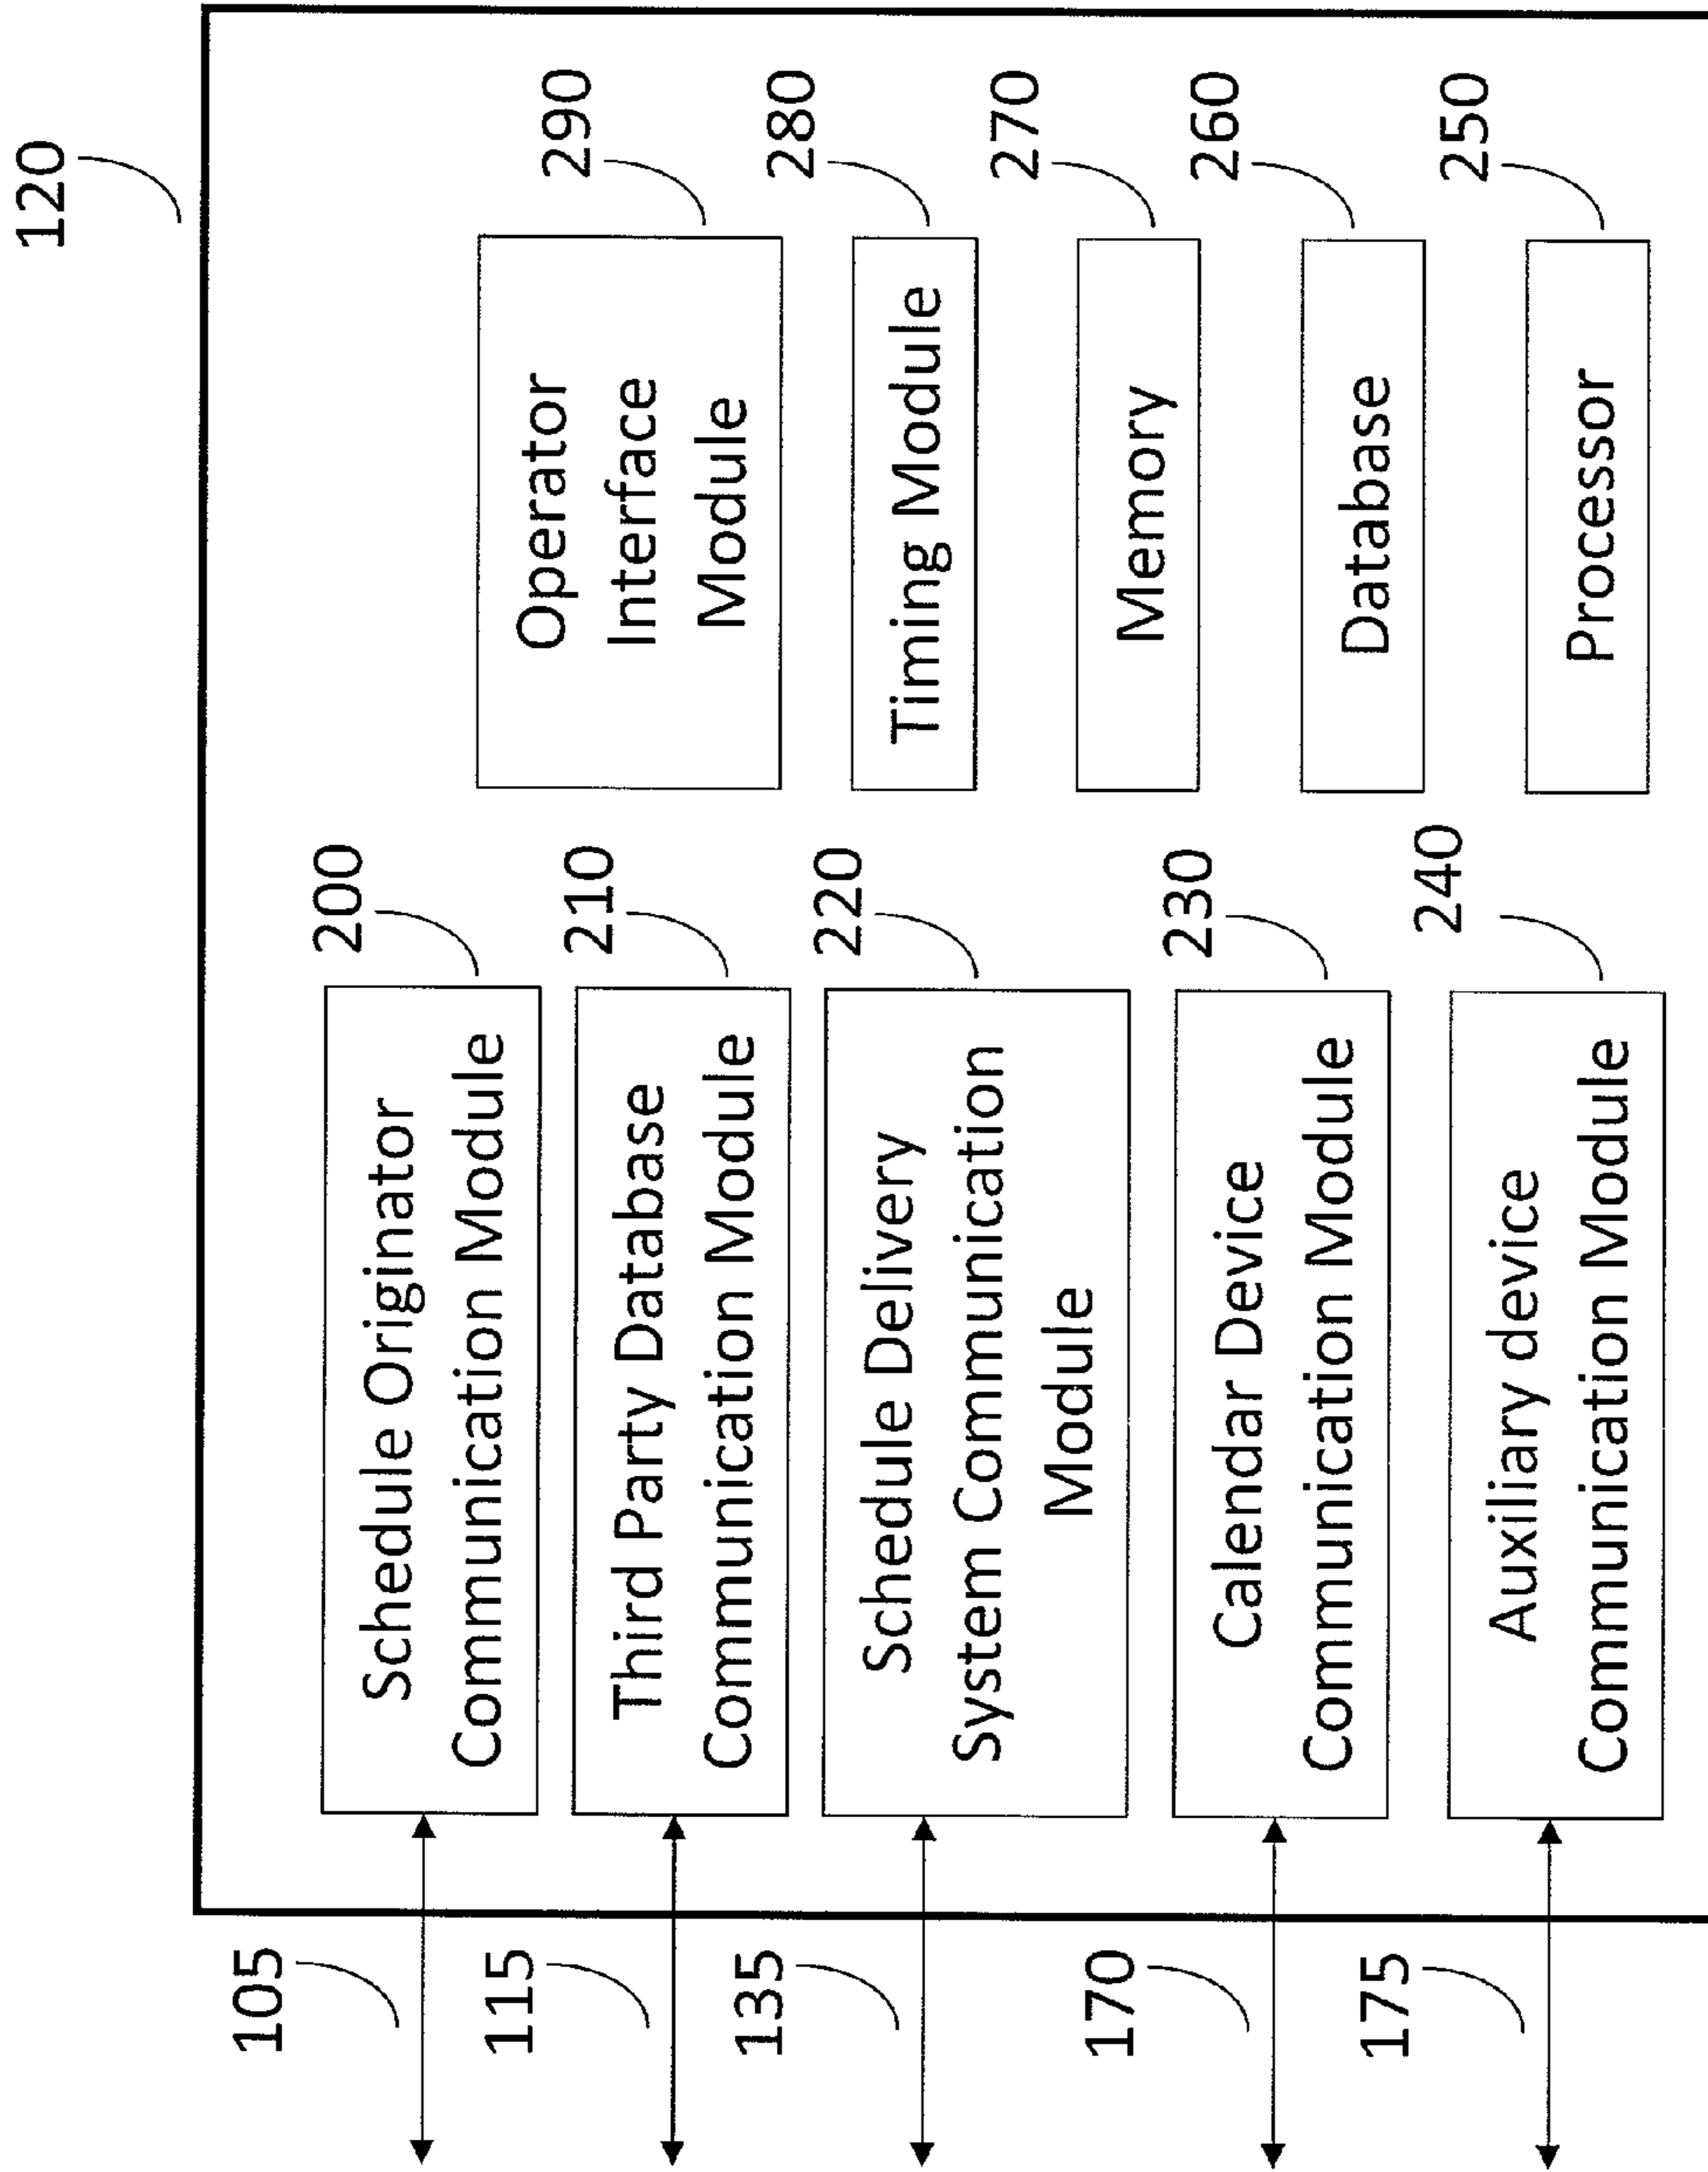 120
105
Schedule Originator
Communication Module
200
115
Third Party Database
Communication Module
210
135
Schedule Delivery
System Communication
Module
220
170
Calendar Device
Communication Module
230
175
Auxiliary device
Communication Module
240
Operator
Interface
Module
290
Timing Module
280
Memory
270
Database
260
Processor
250